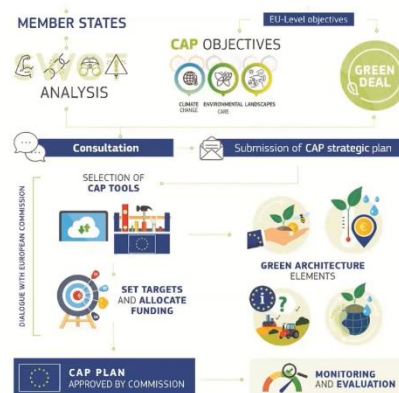 MEMBER STATES
SWOT
ANALYSIS
EU-Level objectives
CAP OBJECTIVES
CLIMATE
CHANGE
ENVIRONMENTAL
CARE
LANDSCAPES
GREEN
DEAL
Consultation
Submission of CAP strategic plan
DIALOGUE WITH EUROPEAN COMMISSION
SELECTION OF
CAP TOOLS
SET TARGETS
AND ALLOCATE
FUNDING
GREEN ARCHITECTURE
ELEMENTS
CAP PLAN
APPROVED BY COMMISSION
MONITORING
AND EVALUATION